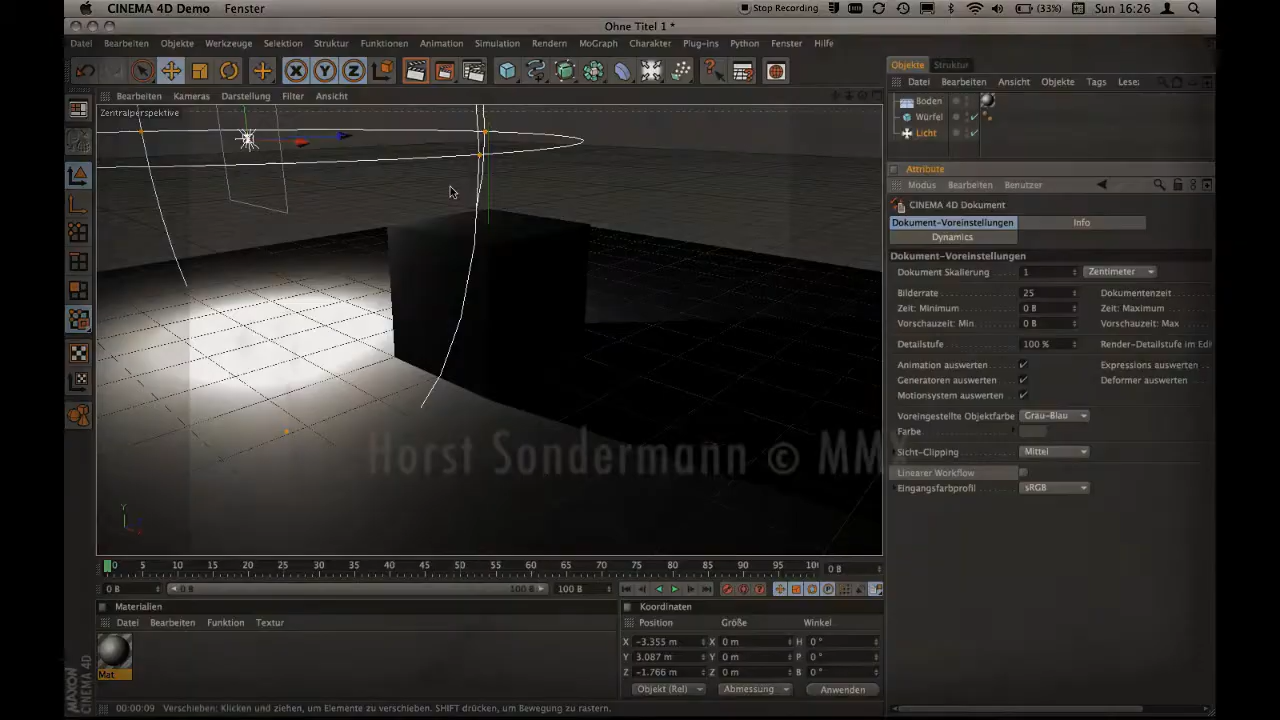 CINEMA 4D Demo Fenster
Stop Recording (33%) Sun 16:26
Ohne Titel 1 *
Datei Bearbeiten Objekte Werkzeuge Selektion Struktur Funktionen Animation Simulation Rendern MoGraph Charakter Plug-ins Python Fenster Hilfe
Objekte Struktur
X Y Z
Datei Bearbeiten Ansicht Objekte Tags Lese:
Bearbeiten Kameras Darstellung Filter Ansicht
Zentralperspektive
Boden
Würfel
Licht
Attribute
Modus Bearbeiten Benutzer
CINEMA 4D Dokument
Dokument-Voreinstellungen Info
Dynamics
Dokument-Voreinstellungen
Dokument Skalierung 1 Zentimeter
Bilderrate 25 Dokumentenzeit
Zeit: Minimum 0 B Zeit: Maximum
Vorschauzeit: Min 0 B Vorschauzeit: Max
Detailstufe 100 % Render-Detailstufe im Edi
Animation auswerten Expressions auswerten
Generatoren auswerten Deformer auswerten
Motionsystem auswerten
Voreingestellte Objektfarbe Grau-Blau
Farbe
Sicht-Clipping Mittel
Linearer Workflow
Eingangsfarbprofil sRGB
Horst Sondermann © MMX
Y
0 5 10 15 20 25 30 35 40 45 50 55 60 65 70 75 80 85 90 95 100 0 B
0 B 0 B 100 B 100 B
Materialien
Datei Bearbeiten Funktion Textur
Mat
Koordinaten
Position Größe Winkel
X -3.355 m X 0 m H 0 °
Y 3.087 m Y 0 m P 0 °
Z -1.766 m Z 0 m B 0 °
Objekt (Rel) Abmessung Anwenden
MAXON CINEMA 4D
00:00:09 Verschieben: Klicken und ziehen, um Elemente zu verschieben. SHIFT drücken, um Bewegung zu rastern.